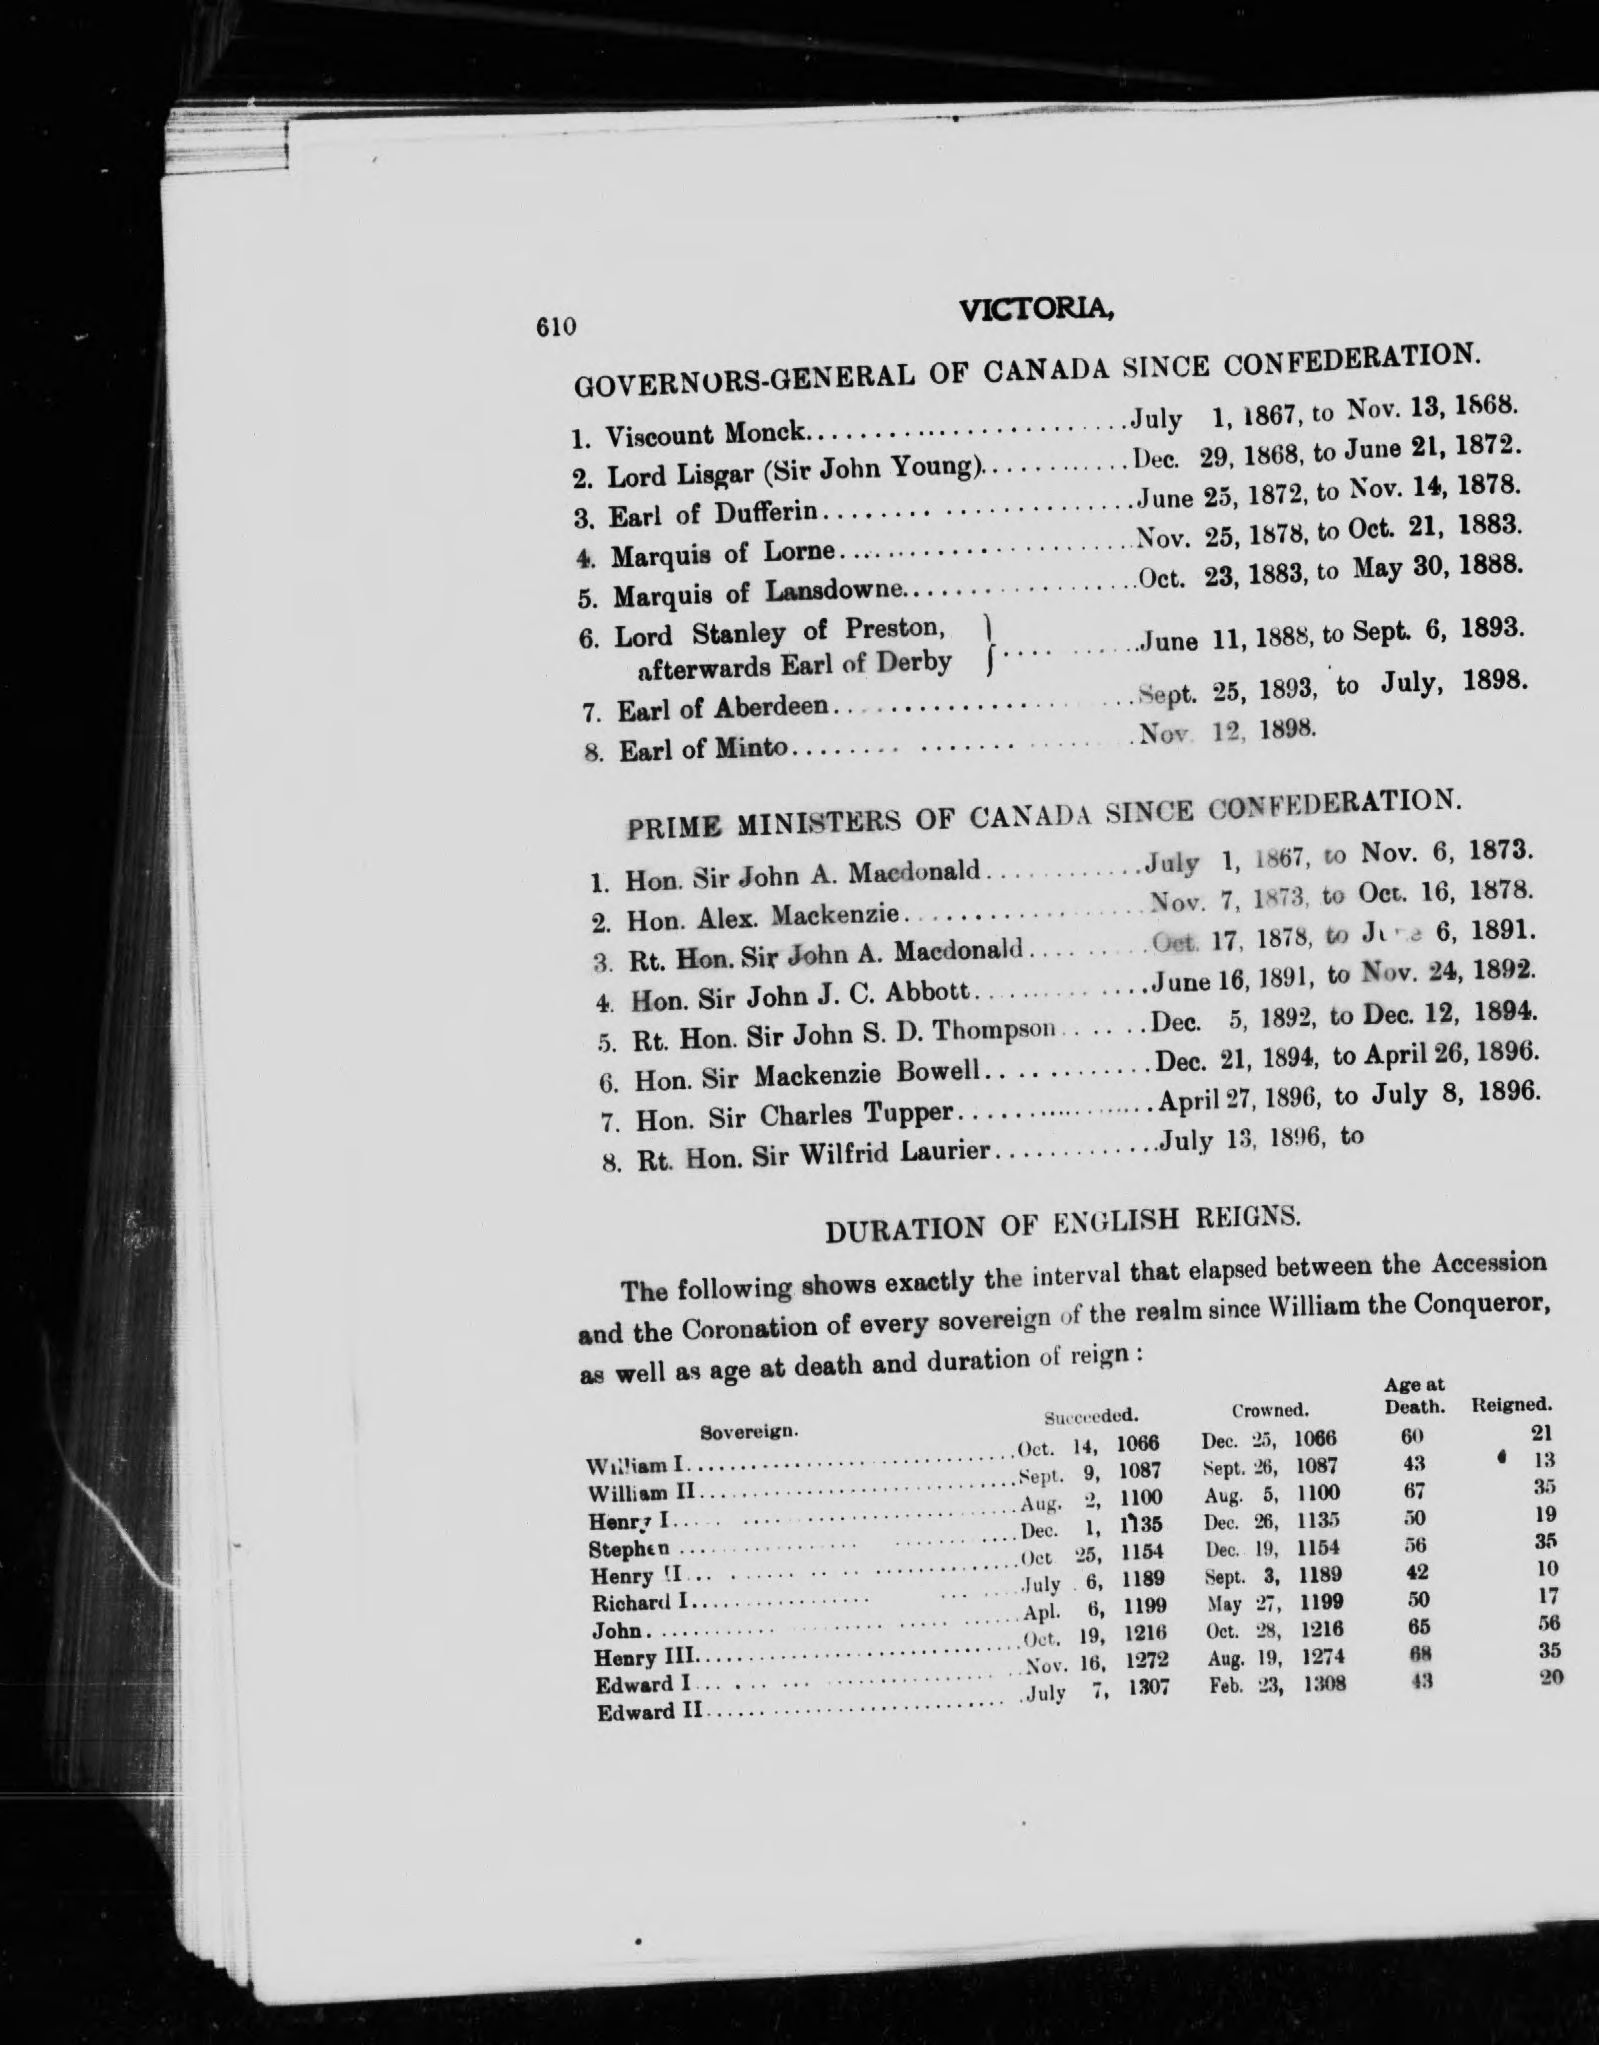 610
VICTORIA,
GOVERNORS-GENERAL OF CANADA SINCE CONFEDERATION.
1. Viscount Monck..........................July 1, 1867, to Nov. 13, 1868.
2. Lord Lisgar (Sir John Young)............Dec. 29, 1868, to June 21, 1872.
3. Earl of Dufferin........................June 25, 1872, to Nov. 14, 1878.
4. Marquis of Lorne.......................Nov. 25, 1878, to Oct. 21, 1883.
5. Marquis of Lansdowne...................Oct. 23, 1883, to May 30, 1888.
6. Lord Stanley of Preston,
afterwards Earl of Derby }..........June 11, 1888, to Sept. 6, 1893.
7. Earl of Aberdeen.......................Sept. 25, 1893, to July, 1898.
8. Earl of Minto..........................Nov. 12, 1898.
PRIME MINISTERS OF CANADA SINCE CONFEDERATION.
1. Hon. Sir John A. Macdonald.............July 1, 1867, to Nov. 6, 1873.
2. Hon. Alex. Mackenzie...................Nov. 7, 1873, to Oct. 16, 1878.
3. Rt. Hon. Sir John A. Macdonald..........Oct. 17, 1878, to June 6, 1891.
4. Hon. Sir John J. C. Abbott..............June 16, 1891, to Nov. 24, 1892.
5. Rt. Hon. Sir John S. D. Thompson.......Dec. 5, 1892, to Dec. 12, 1894.
6. Hon. Sir Mackenzie Bowell..............Dec. 21, 1894, to April 26, 1896.
7. Hon. Sir Charles Tupper................April 27, 1896, to July 8, 1896.
8. Rt. Hon. Sir Wilfrid Laurier.............July 13, 1896, to
DURATION OF ENGLISH REIGNS.
The following shows exactly the interval that elapsed between the Accession
and the Coronation of every sovereign of the realm since William the Conqueror,
as well as age at death and duration of reign :
Sovereign. Succeeded. Crowned. Age at Death. Reigned.
William I..............................Oct. 14, 1066 Dec. 25, 1066 60 21
William II.............................Sept. 9, 1087 Sept. 26, 1087 43 13
Henry I................................Aug. 2, 1100 Aug. 5, 1100 67 35
Stephen................................Dec. 1, 1135 Dec. 26, 1135 50 19
Henry II...............................Oct 25, 1154 Dec. 19, 1154 56 35
Richard I..............................July 6, 1189 Sept. 3, 1189 42 10
John...................................Apl. 6, 1199 May 27, 1199 50 17
Henry III..............................Oct. 19, 1216 Oct. 28, 1216 65 56
Edward I...............................Nov. 16, 1272 Aug. 19, 1274 68 35
Edward II..............................July 7, 1307 Feb. 23, 1308 43 20